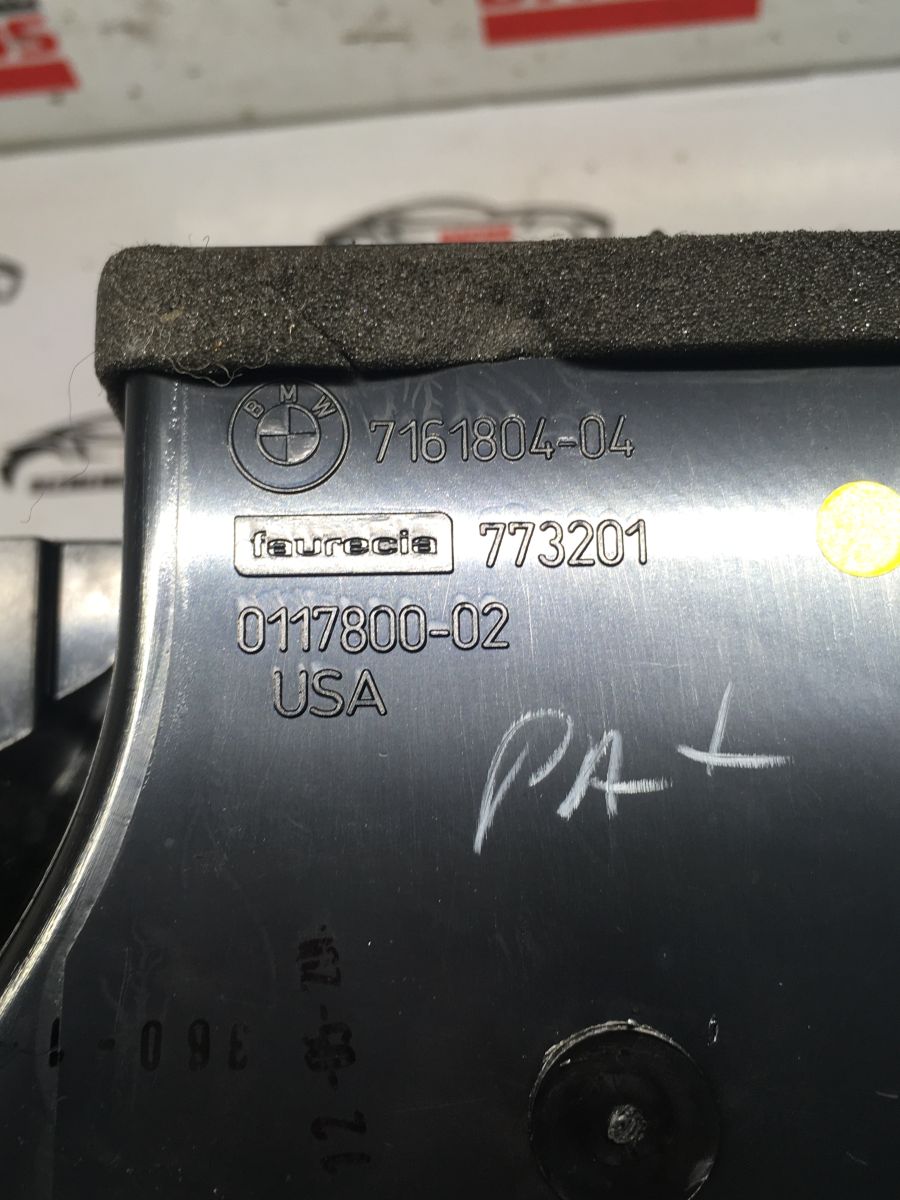 BMW 7161804-04
faurecia 773201
0117800-02
USA
PA